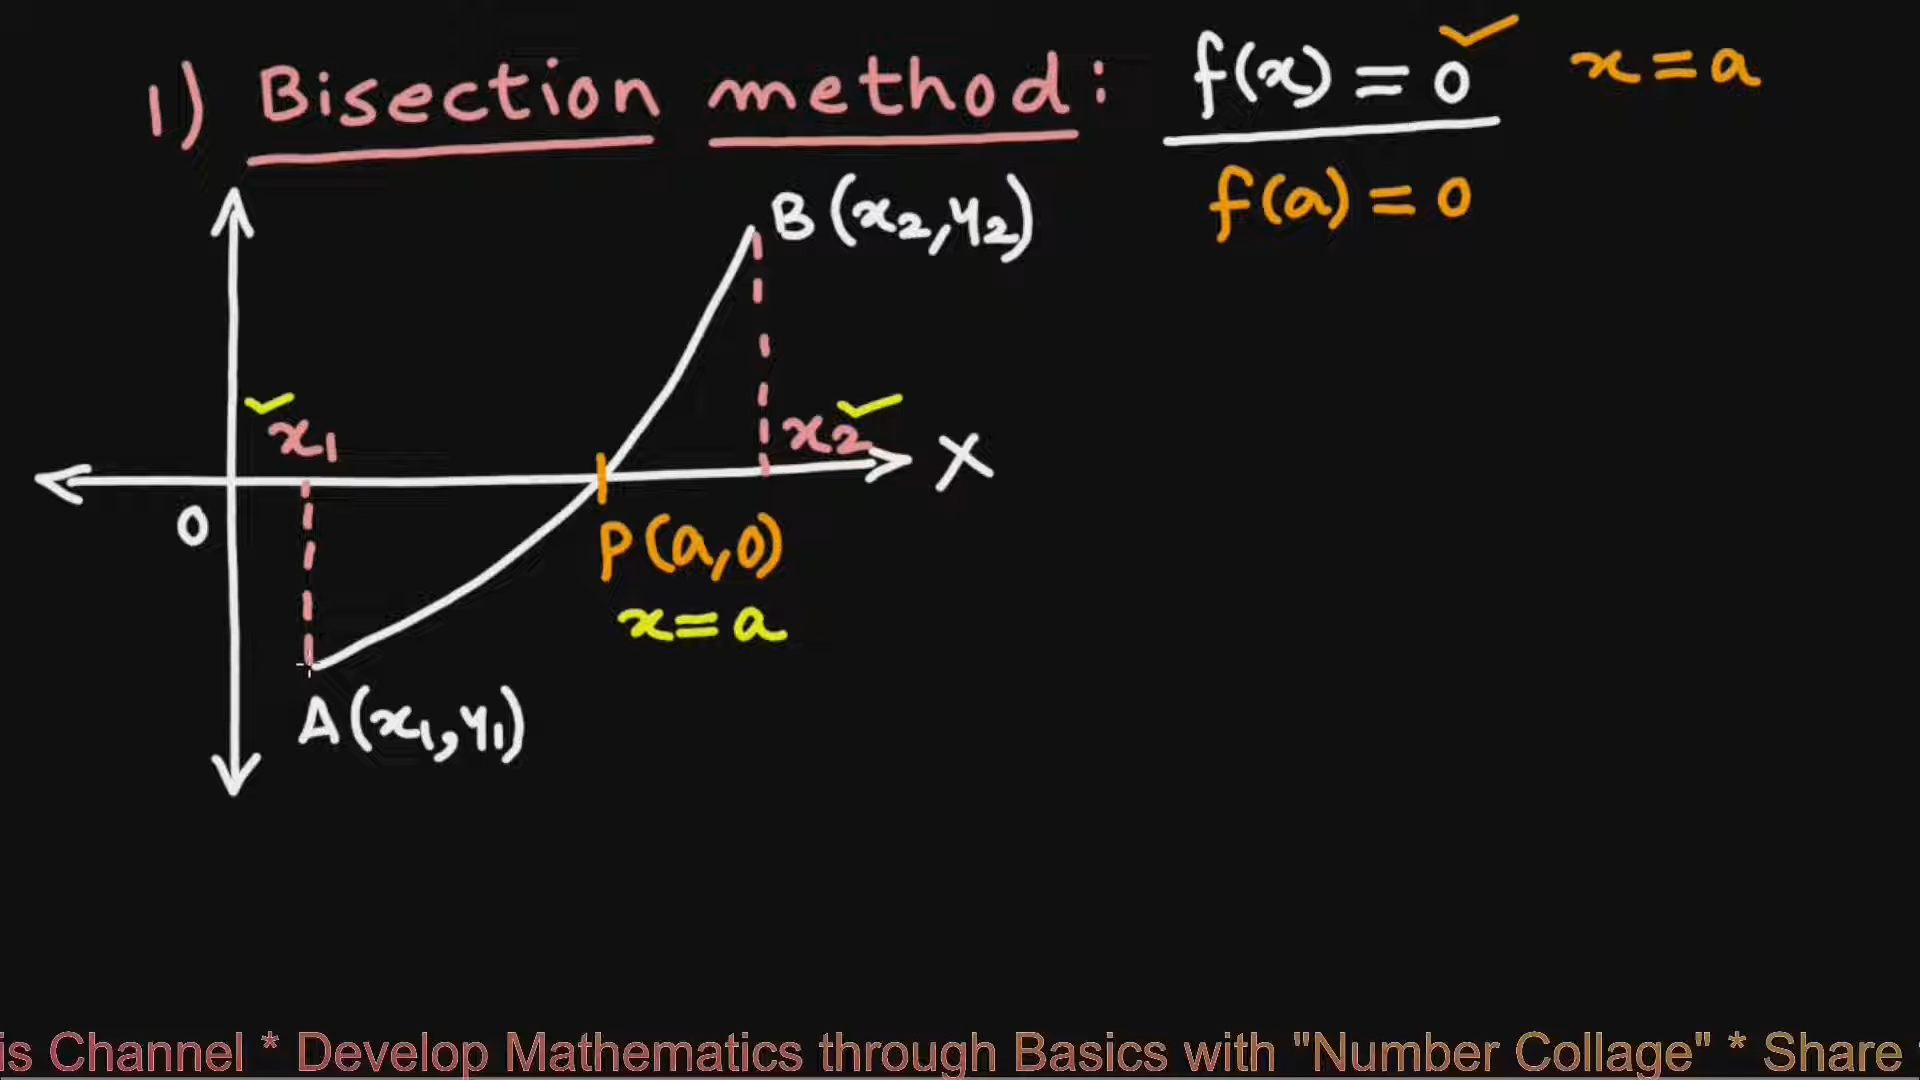 1) Bisection method: f(x) = 0 x = a
f(a) = 0
B(x₂,y₂)
x₁ x₂
X
0
P(a,0)
x = a
A(x₁,y₁)
is Channel * Develop Mathematics through Basics with "Number Collage" * Share